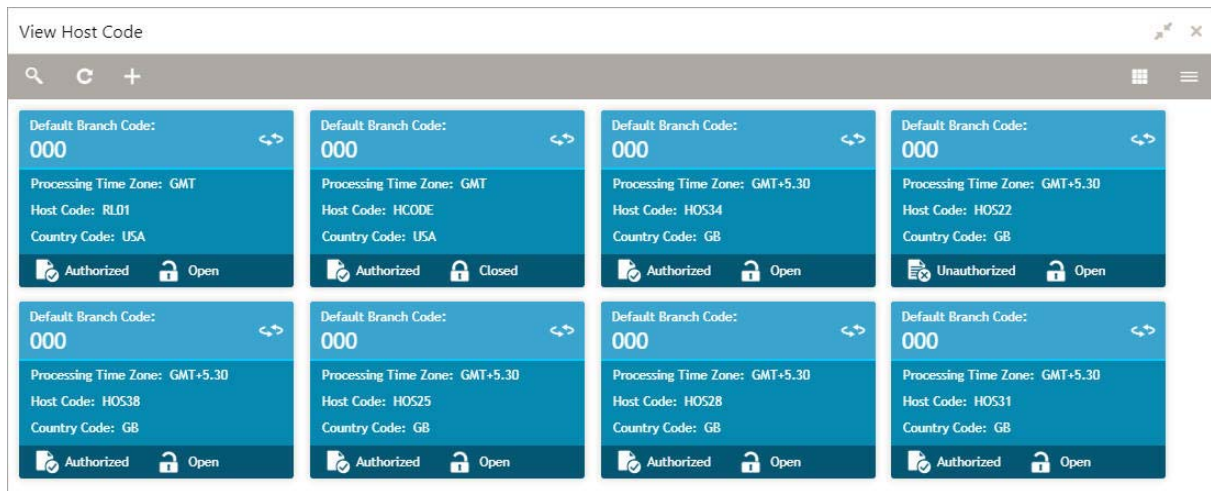 View Host Code
Default Branch Code:
000
Processing Time Zone: GMT
Host Code: RL01
Country Code: USA
Authorized Open
Default Branch Code:
000
Processing Time Zone: GMT
Host Code: HCODE
Country Code: USA
Authorized Closed
Default Branch Code:
000
Processing Time Zone: GMT+5.30
Host Code: HOS34
Country Code: GB
Authorized Open
Default Branch Code:
000
Processing Time Zone: GMT+5.30
Host Code: HOS22
Country Code: GB
Unauthorized Open
Default Branch Code:
000
Processing Time Zone: GMT+5.30
Host Code: HOS38
Country Code: GB
Authorized Open
Default Branch Code:
000
Processing Time Zone: GMT+5.30
Host Code: HOS25
Country Code: GB
Authorized Open
Default Branch Code:
000
Processing Time Zone: GMT+5.30
Host Code: HOS28
Country Code: GB
Authorized Open
Default Branch Code:
000
Processing Time Zone: GMT+5.30
Host Code: HOS31
Country Code: GB
Authorized Open